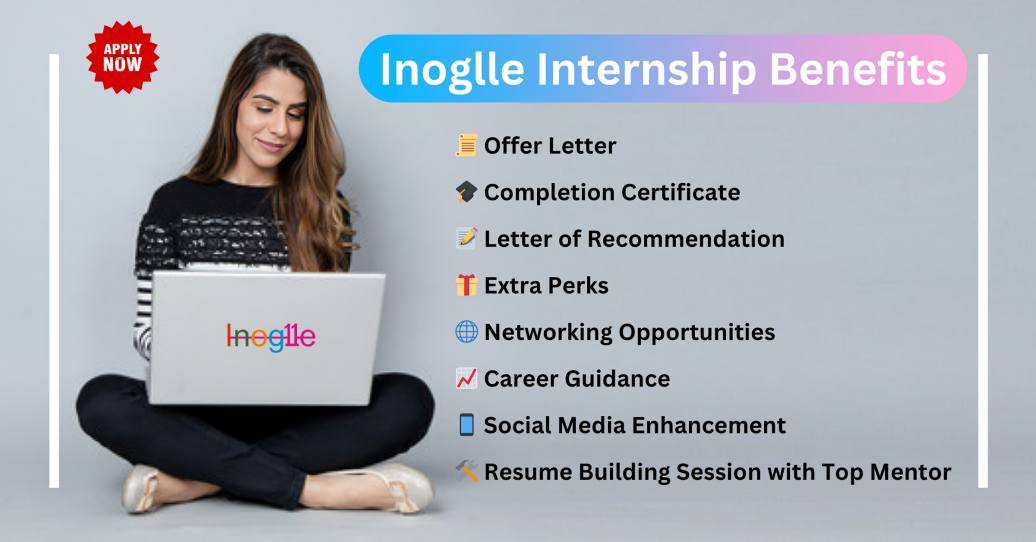 APPLY
NOW
Inoglle Internship Benefits
Offer Letter
Completion Certificate
Letter of Recommendation
Extra Perks
Networking Opportunities
Career Guidance
Social Media Enhancement
Resume Building Session with Top Mentor
Inoglle